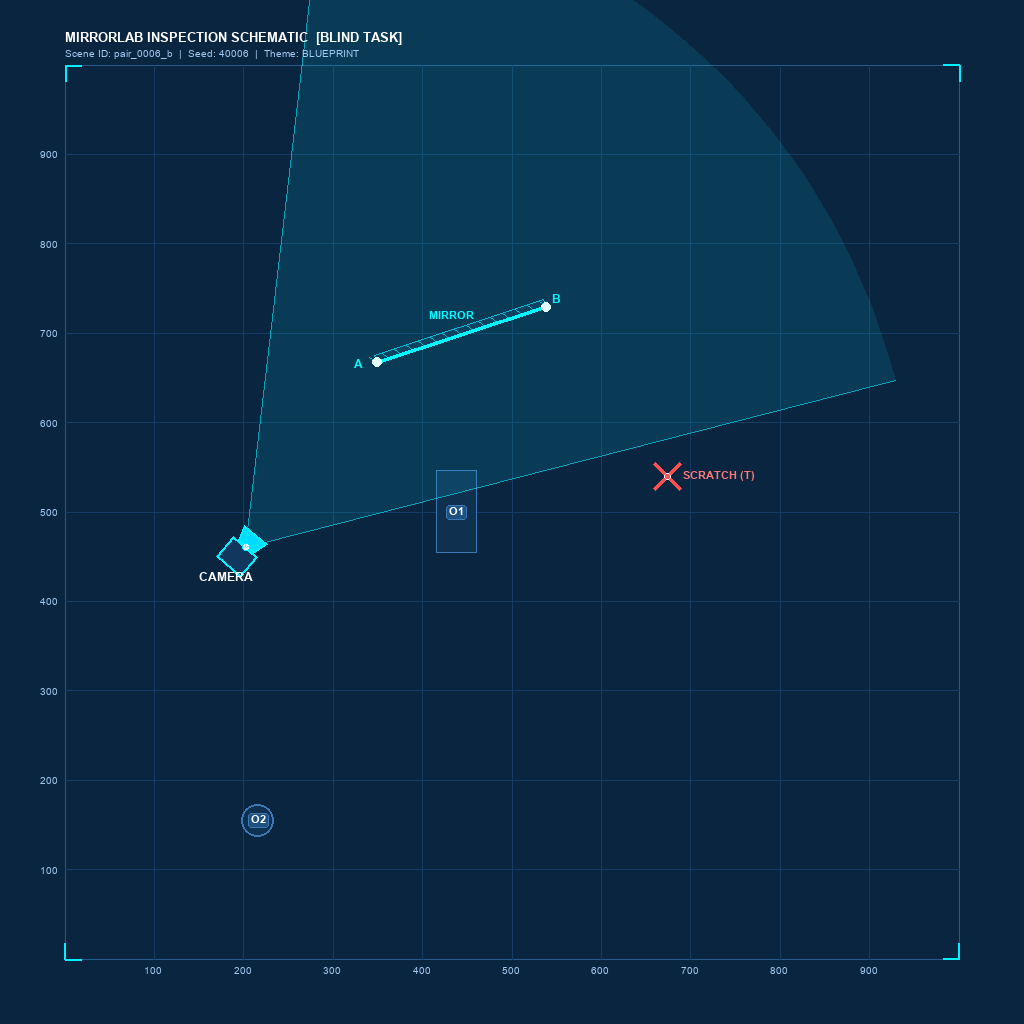 MIRRORLAB INSPECTION SCHEMATIC [BLIND TASK]
Scene ID: pair_0006_b | Seed: 40006 | Theme: BLUEPRINT
900
800
B
MIRROR
700
A
600
SCRATCH (T)
500
O1
CAMERA
400
300
200
O2
100
100 200 300 400 500 600 700 800 900